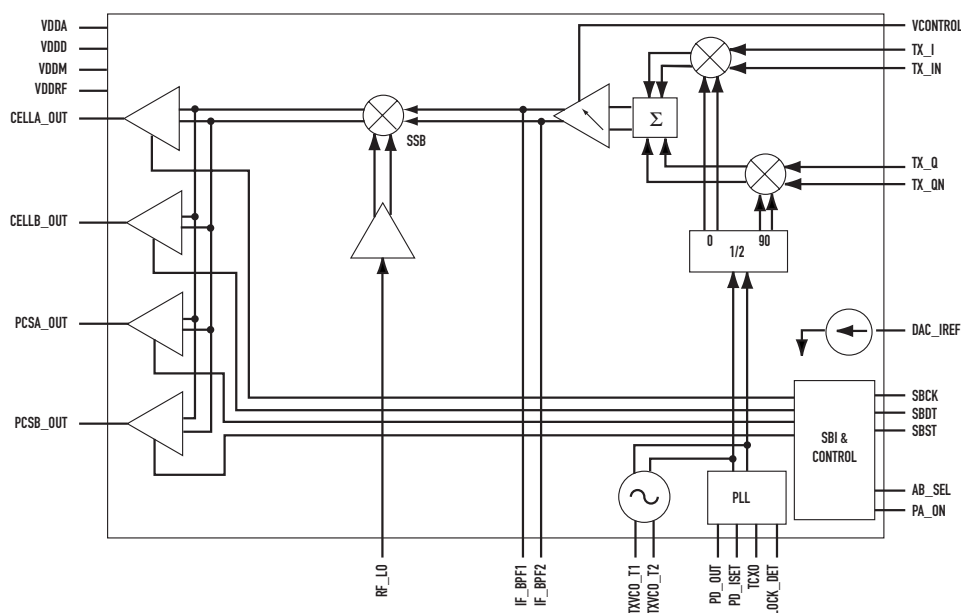 VDDA
VDDD
VDDM
VDDRF
CELLA_OUT
CELLB_OUT
PCSA_OUT
PCSB_OUT
SSB
Σ
0
90
1/2
VCONTROL
TX_I
TX_IN
TX_Q
TX_QN
DAC_IREF
SBCK
SBDT
SBST
SBI &
CONTROL
AB_SEL
PA_ON
PLL
RF_LO
IF_BPF1
IF_BPF2
TXVCO_T1
TXVCO_T2
PD_OUT
PD_ISET
TCXO
LOCK_DET